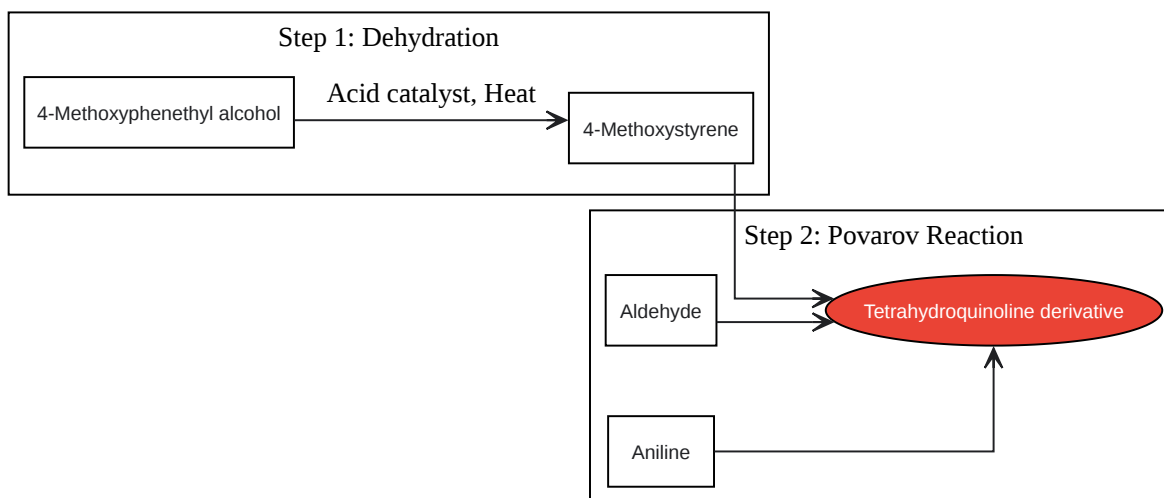 Step 1: Dehydration
4-Methoxyphenethyl alcohol
Acid catalyst, Heat
4-Methoxystyrene
Step 2: Povarov Reaction
Aldehyde
Tetrahydroquinoline derivative
Aniline